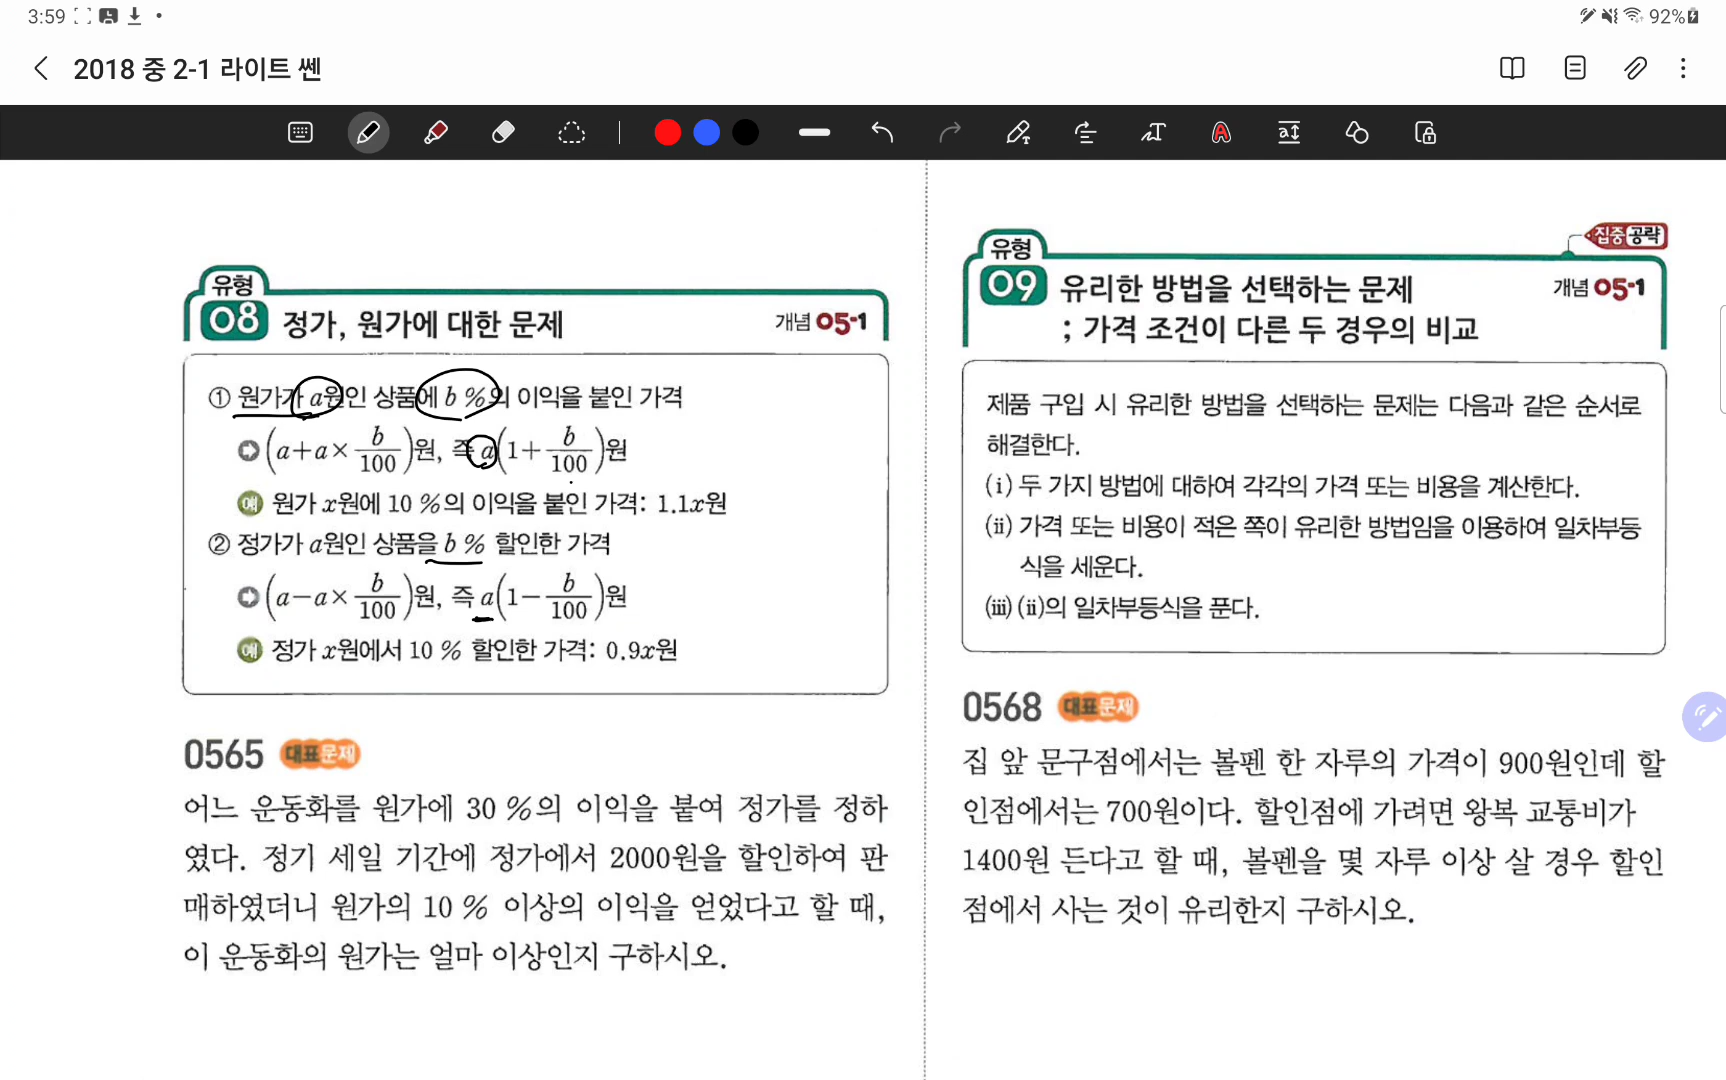 3:59
92%
2018 중 2-1 라이트 쎈
유형
08 정가, 원가에 대한 문제 개념 05-1
① 원가가 a원인 상품에 b %의 이익을 붙인 가격
(a+a×b/100)원, 즉 a(1+b/100)원
예 원가 x원에 10 %의 이익을 붙인 가격: 1.1x원
② 정가가 a원인 상품을 b % 할인한 가격
(a-a×b/100)원, 즉 a(1-b/100)원
예 정가 x원에서 10 % 할인한 가격: 0.9x원
0565 대표문제
어느 운동화를 원가에 30 %의 이익을 붙여 정가를 정하
였다. 정기 세일 기간에 정가에서 2000원을 할인하여 판
매하였더니 원가의 10 % 이상의 이익을 얻었다고 할 때,
이 운동화의 원가는 얼마 이상인지 구하시오.
집중 공략
유형
09 유리한 방법을 선택하는 문제 개념 05-1
; 가격 조건이 다른 두 경우의 비교
제품 구입 시 유리한 방법을 선택하는 문제는 다음과 같은 순서로
해결한다.
(ⅰ) 두 가지 방법에 대하여 각각의 가격 또는 비용을 계산한다.
(ⅱ) 가격 또는 비용이 적은 쪽이 유리한 방법임을 이용하여 일차부등
식을 세운다.
(ⅲ) (ⅱ)의 일차부등식을 푼다.
0568 대표문제
집 앞 문구점에서는 볼펜 한 자루의 가격이 900원인데 할
인점에서는 700원이다. 할인점에 가려면 왕복 교통비가
1400원 든다고 할 때, 볼펜을 몇 자루 이상 살 경우 할인
점에서 사는 것이 유리한지 구하시오.